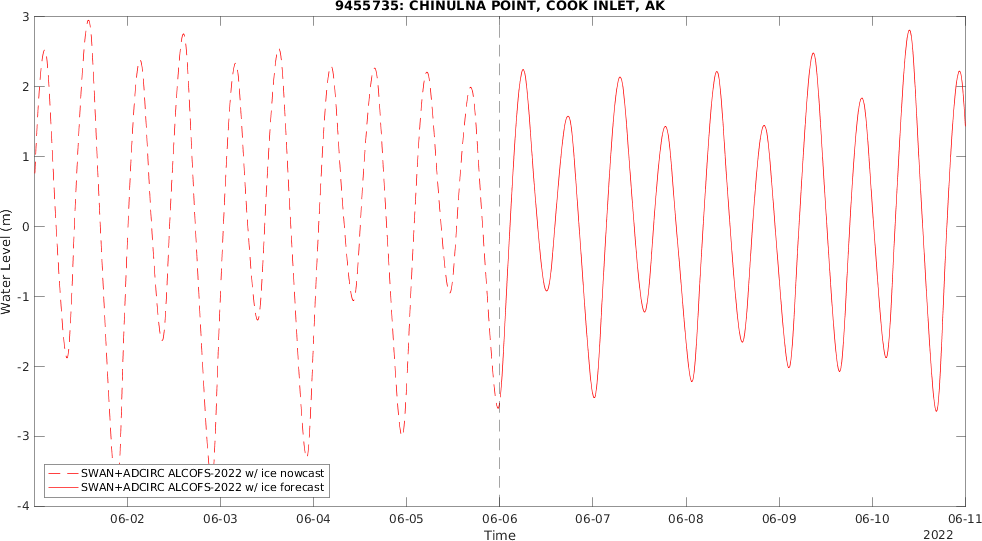 9455735: CHINULNA POINT, COOK INLET, AK
3
2
1
0
-1
-2
-3
-4
Water Level (m)
SWAN+ADCIRC ALCOFS-2022 w/ ice nowcast
SWAN+ADCIRC ALCOFS-2022 w/ ice forecast
06-02 06-03 06-04 06-05 06-06 06-07 06-08 06-09 06-10 06-11
Time
2022